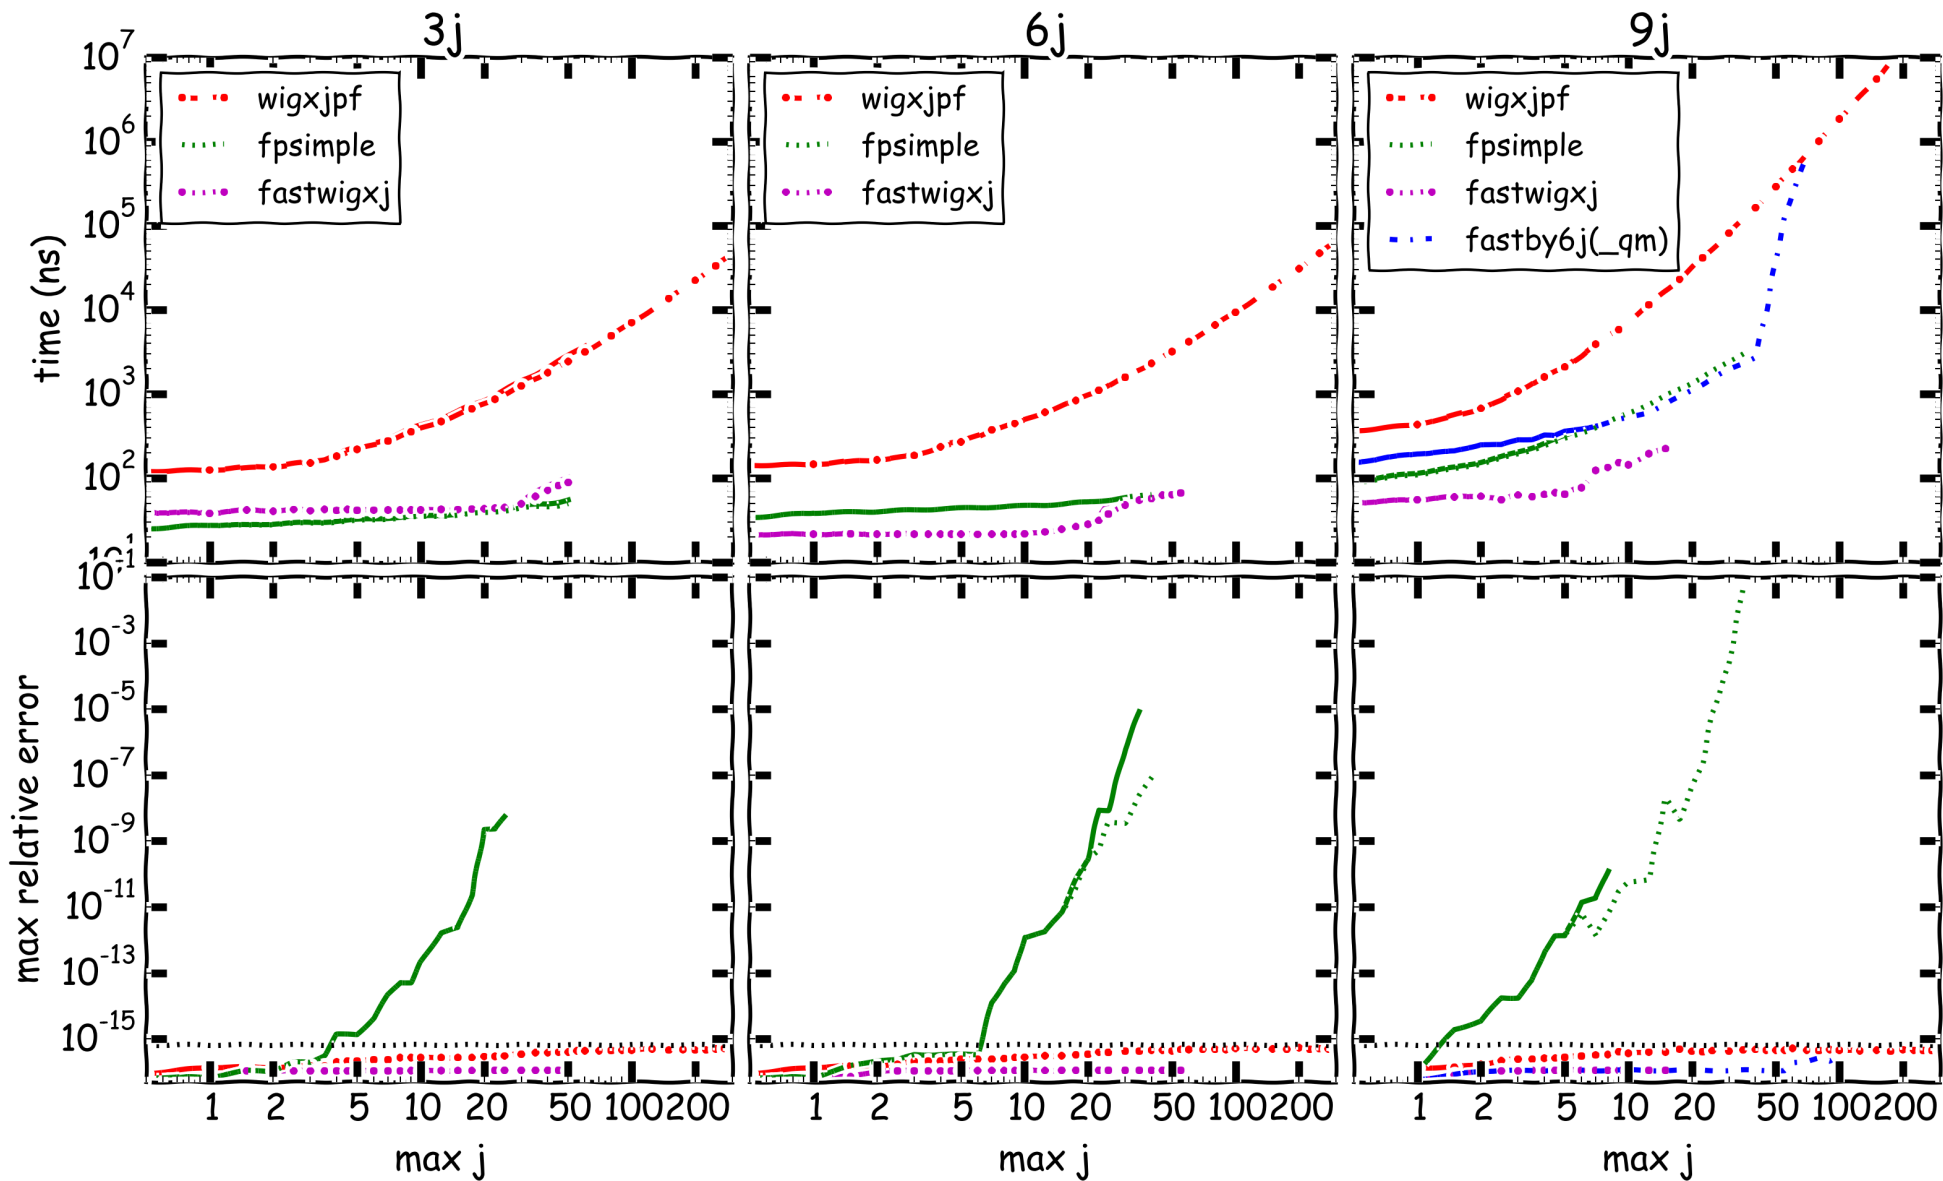 3j
6j
9j
10^7
10^6
10^5
10^4
10^3
10^2
10^1
time (ns)
wigxjpf
fpsimple
fastwigxj
wigxjpf
fpsimple
fastwigxj
wigxjpf
fpsimple
fastwigxj
fastby6j(_qm)
10^-1
10^-3
10^-5
10^-7
10^-9
10^-11
10^-13
10^-15
max relative error
1 2 5 10 20 50 100 200
1 2 5 10 20 50 100 200
1 2 5 10 20 50 100 200
max j
max j
max j